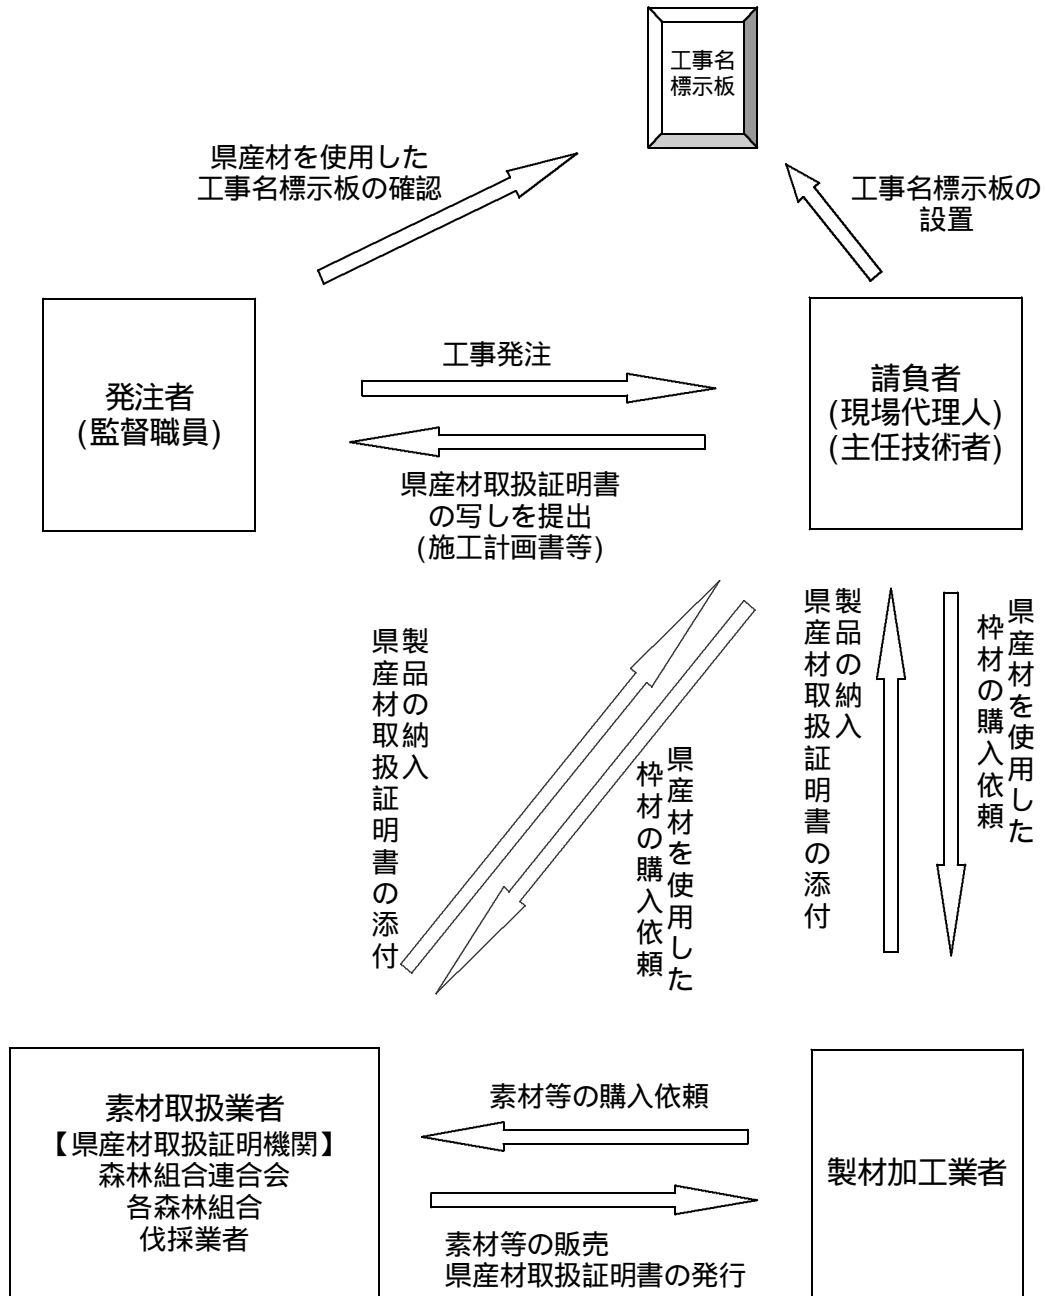 工事名
標示板
県産材を使用した
工事名標示板の確認
工事名標示板の
設置
発注者
(監督職員)
工事発注
県産材取扱証明書
の写しを提出
(施工計画書等)
請負者
(現場代理人)
(主任技術者)
製品の納入
県産材取扱証明書の添付
県産材を使用した
枠材の購入依頼
製品の納入
県産材取扱証明書の添付
県産材を使用した
枠材の購入依頼
素材取扱業者
【県産材取扱証明機関】
森林組合連合会
各森林組合
伐採業者
素材等の購入依頼
素材等の販売
県産材取扱証明書の発行
製材加工業者